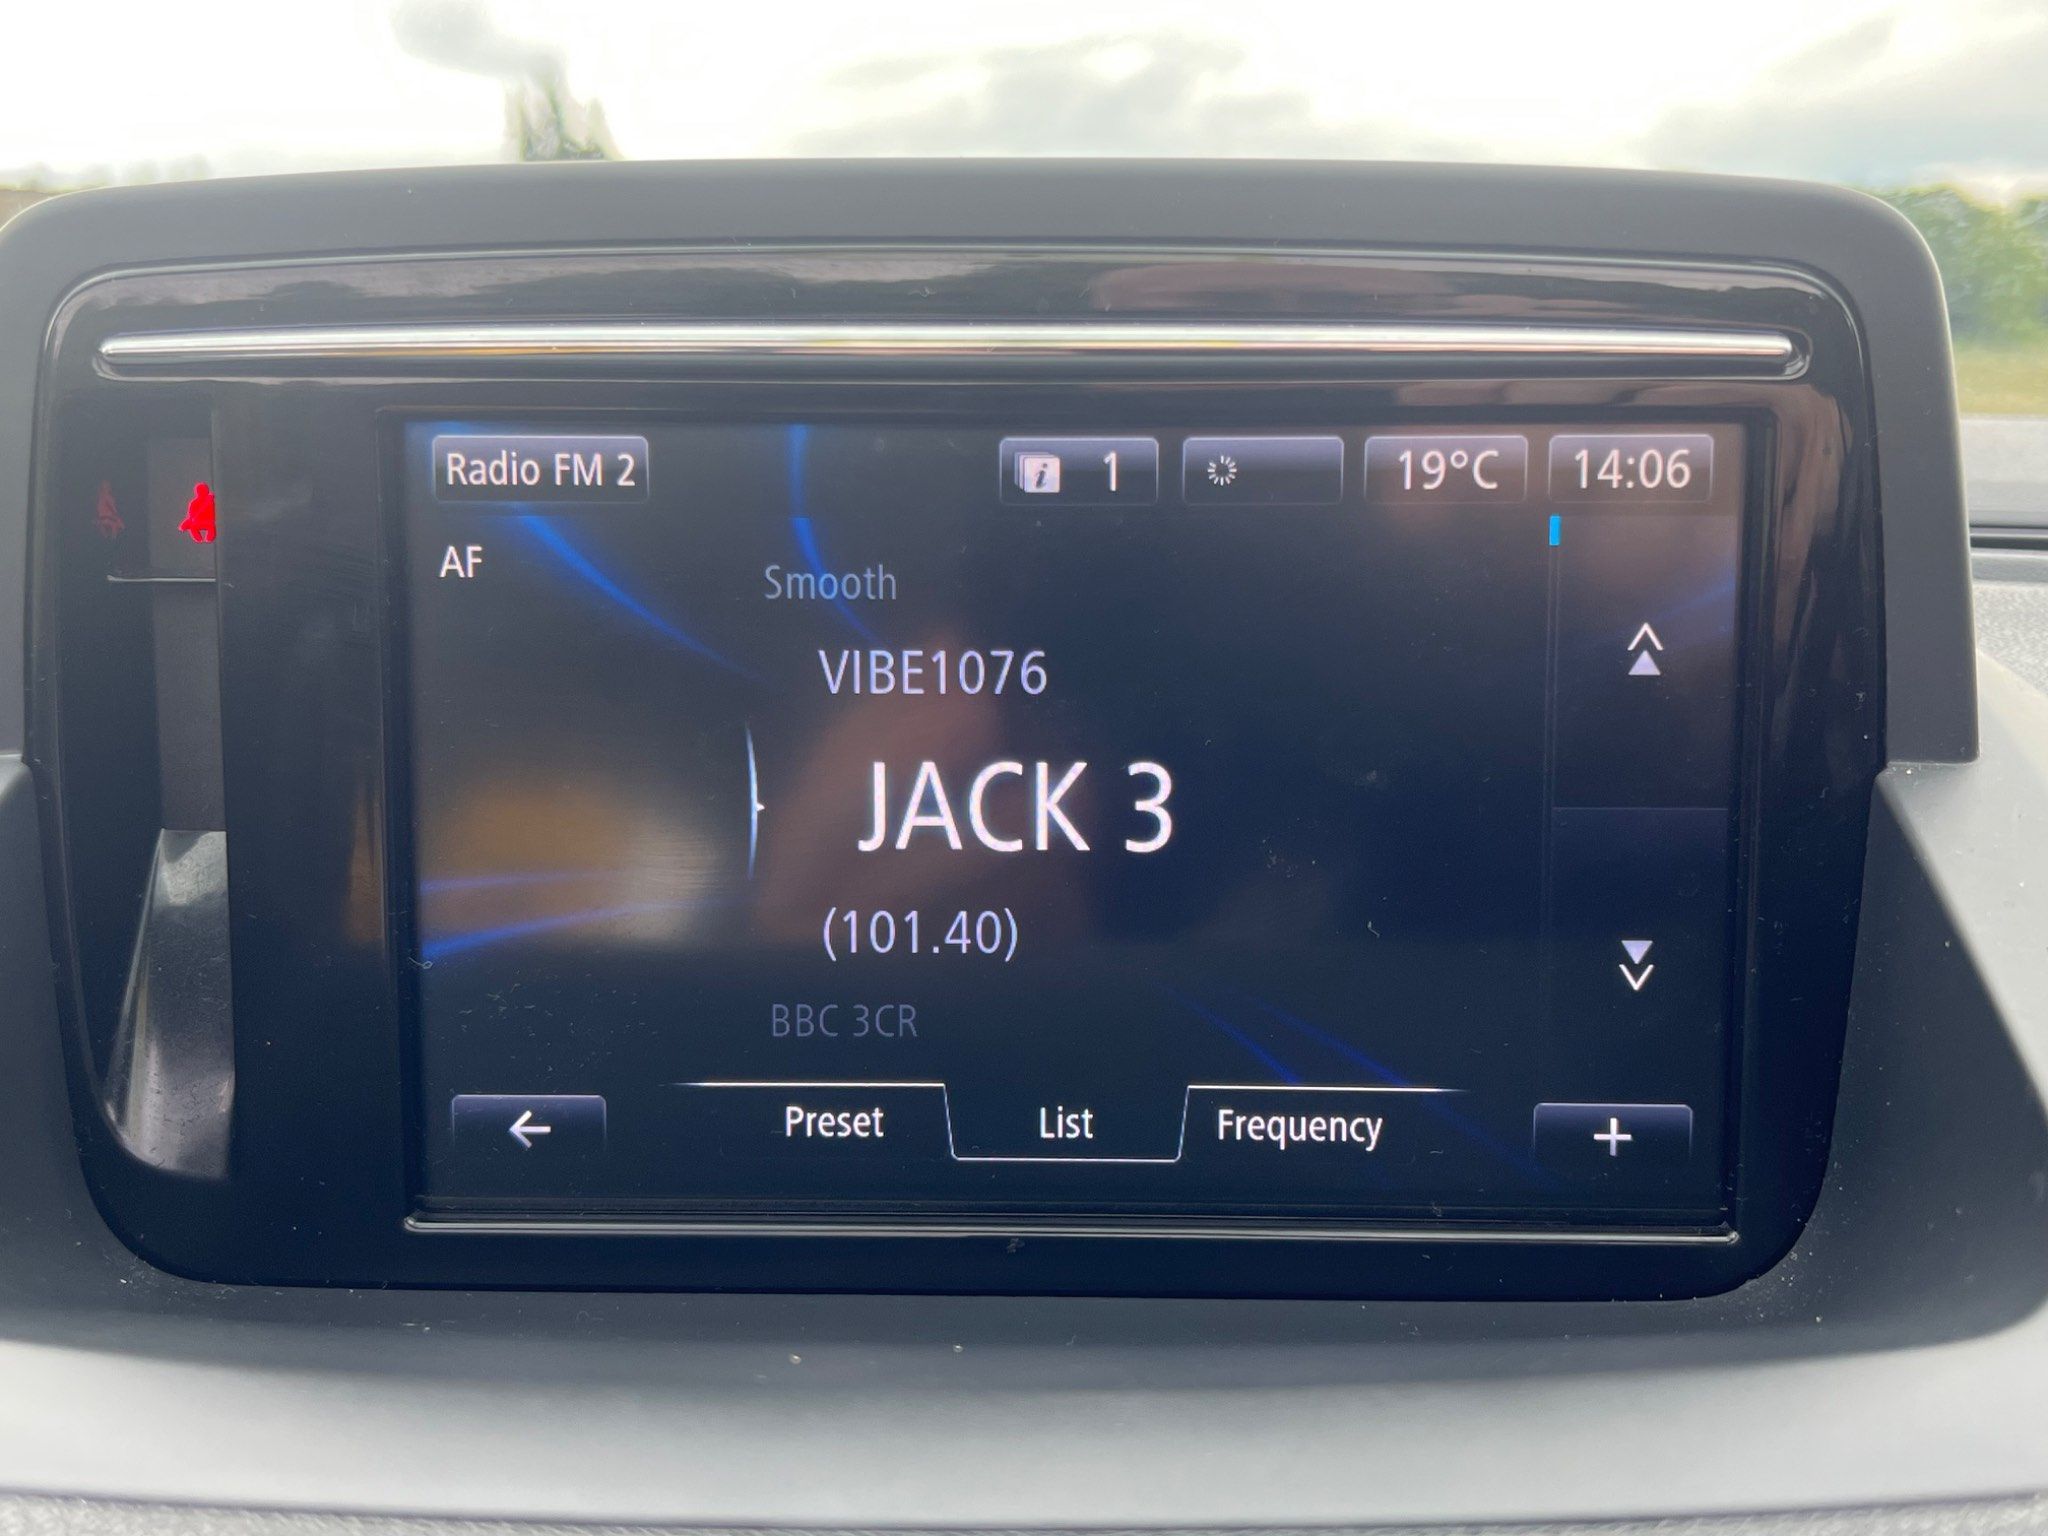 Radio FM 2 i 1 19°C 14:06
AF
Smooth
VIBE1076
JACK 3
(101.40)
BBC 3CR
Preset List Frequency